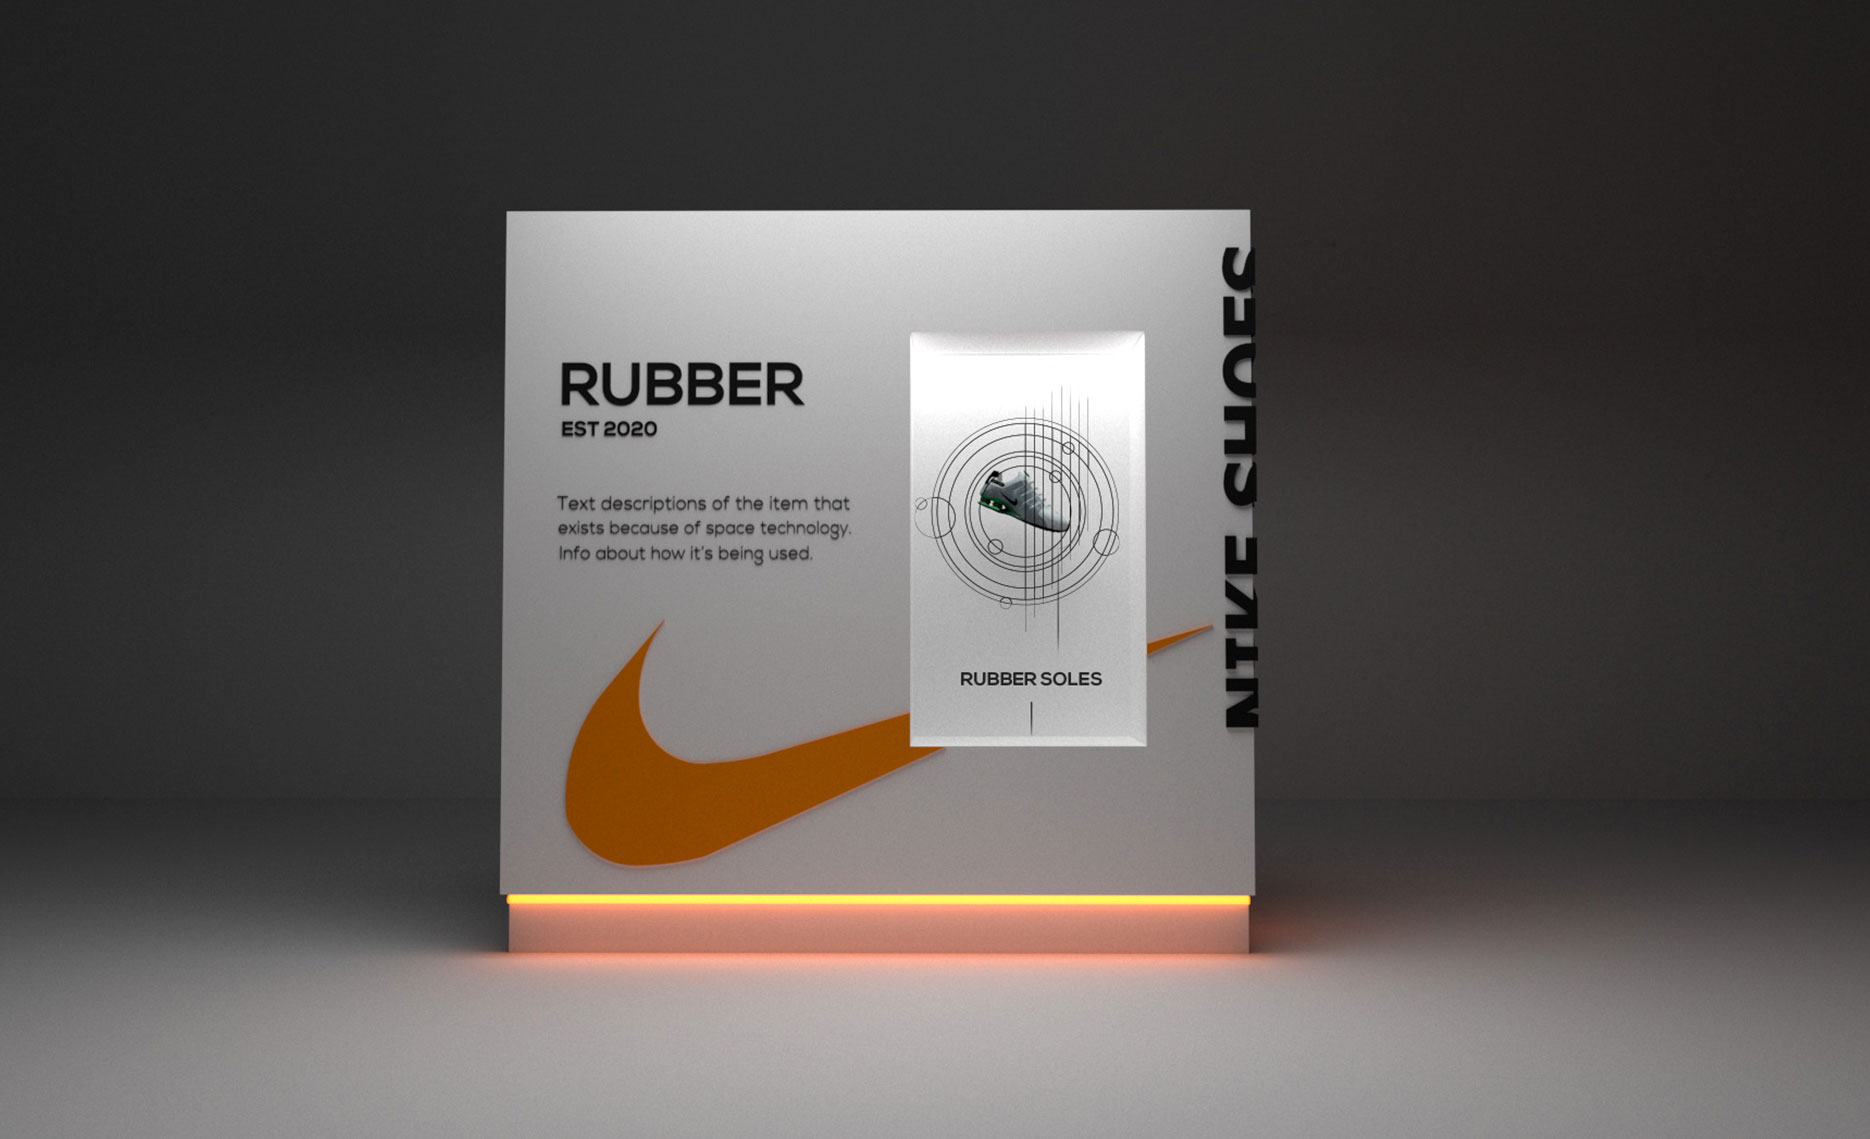 RUBBER
EST 2020
Text descriptions of the item that
exists because of space technology.
Info about how it's being used.
RUBBER SOLES
NIKE SHOES